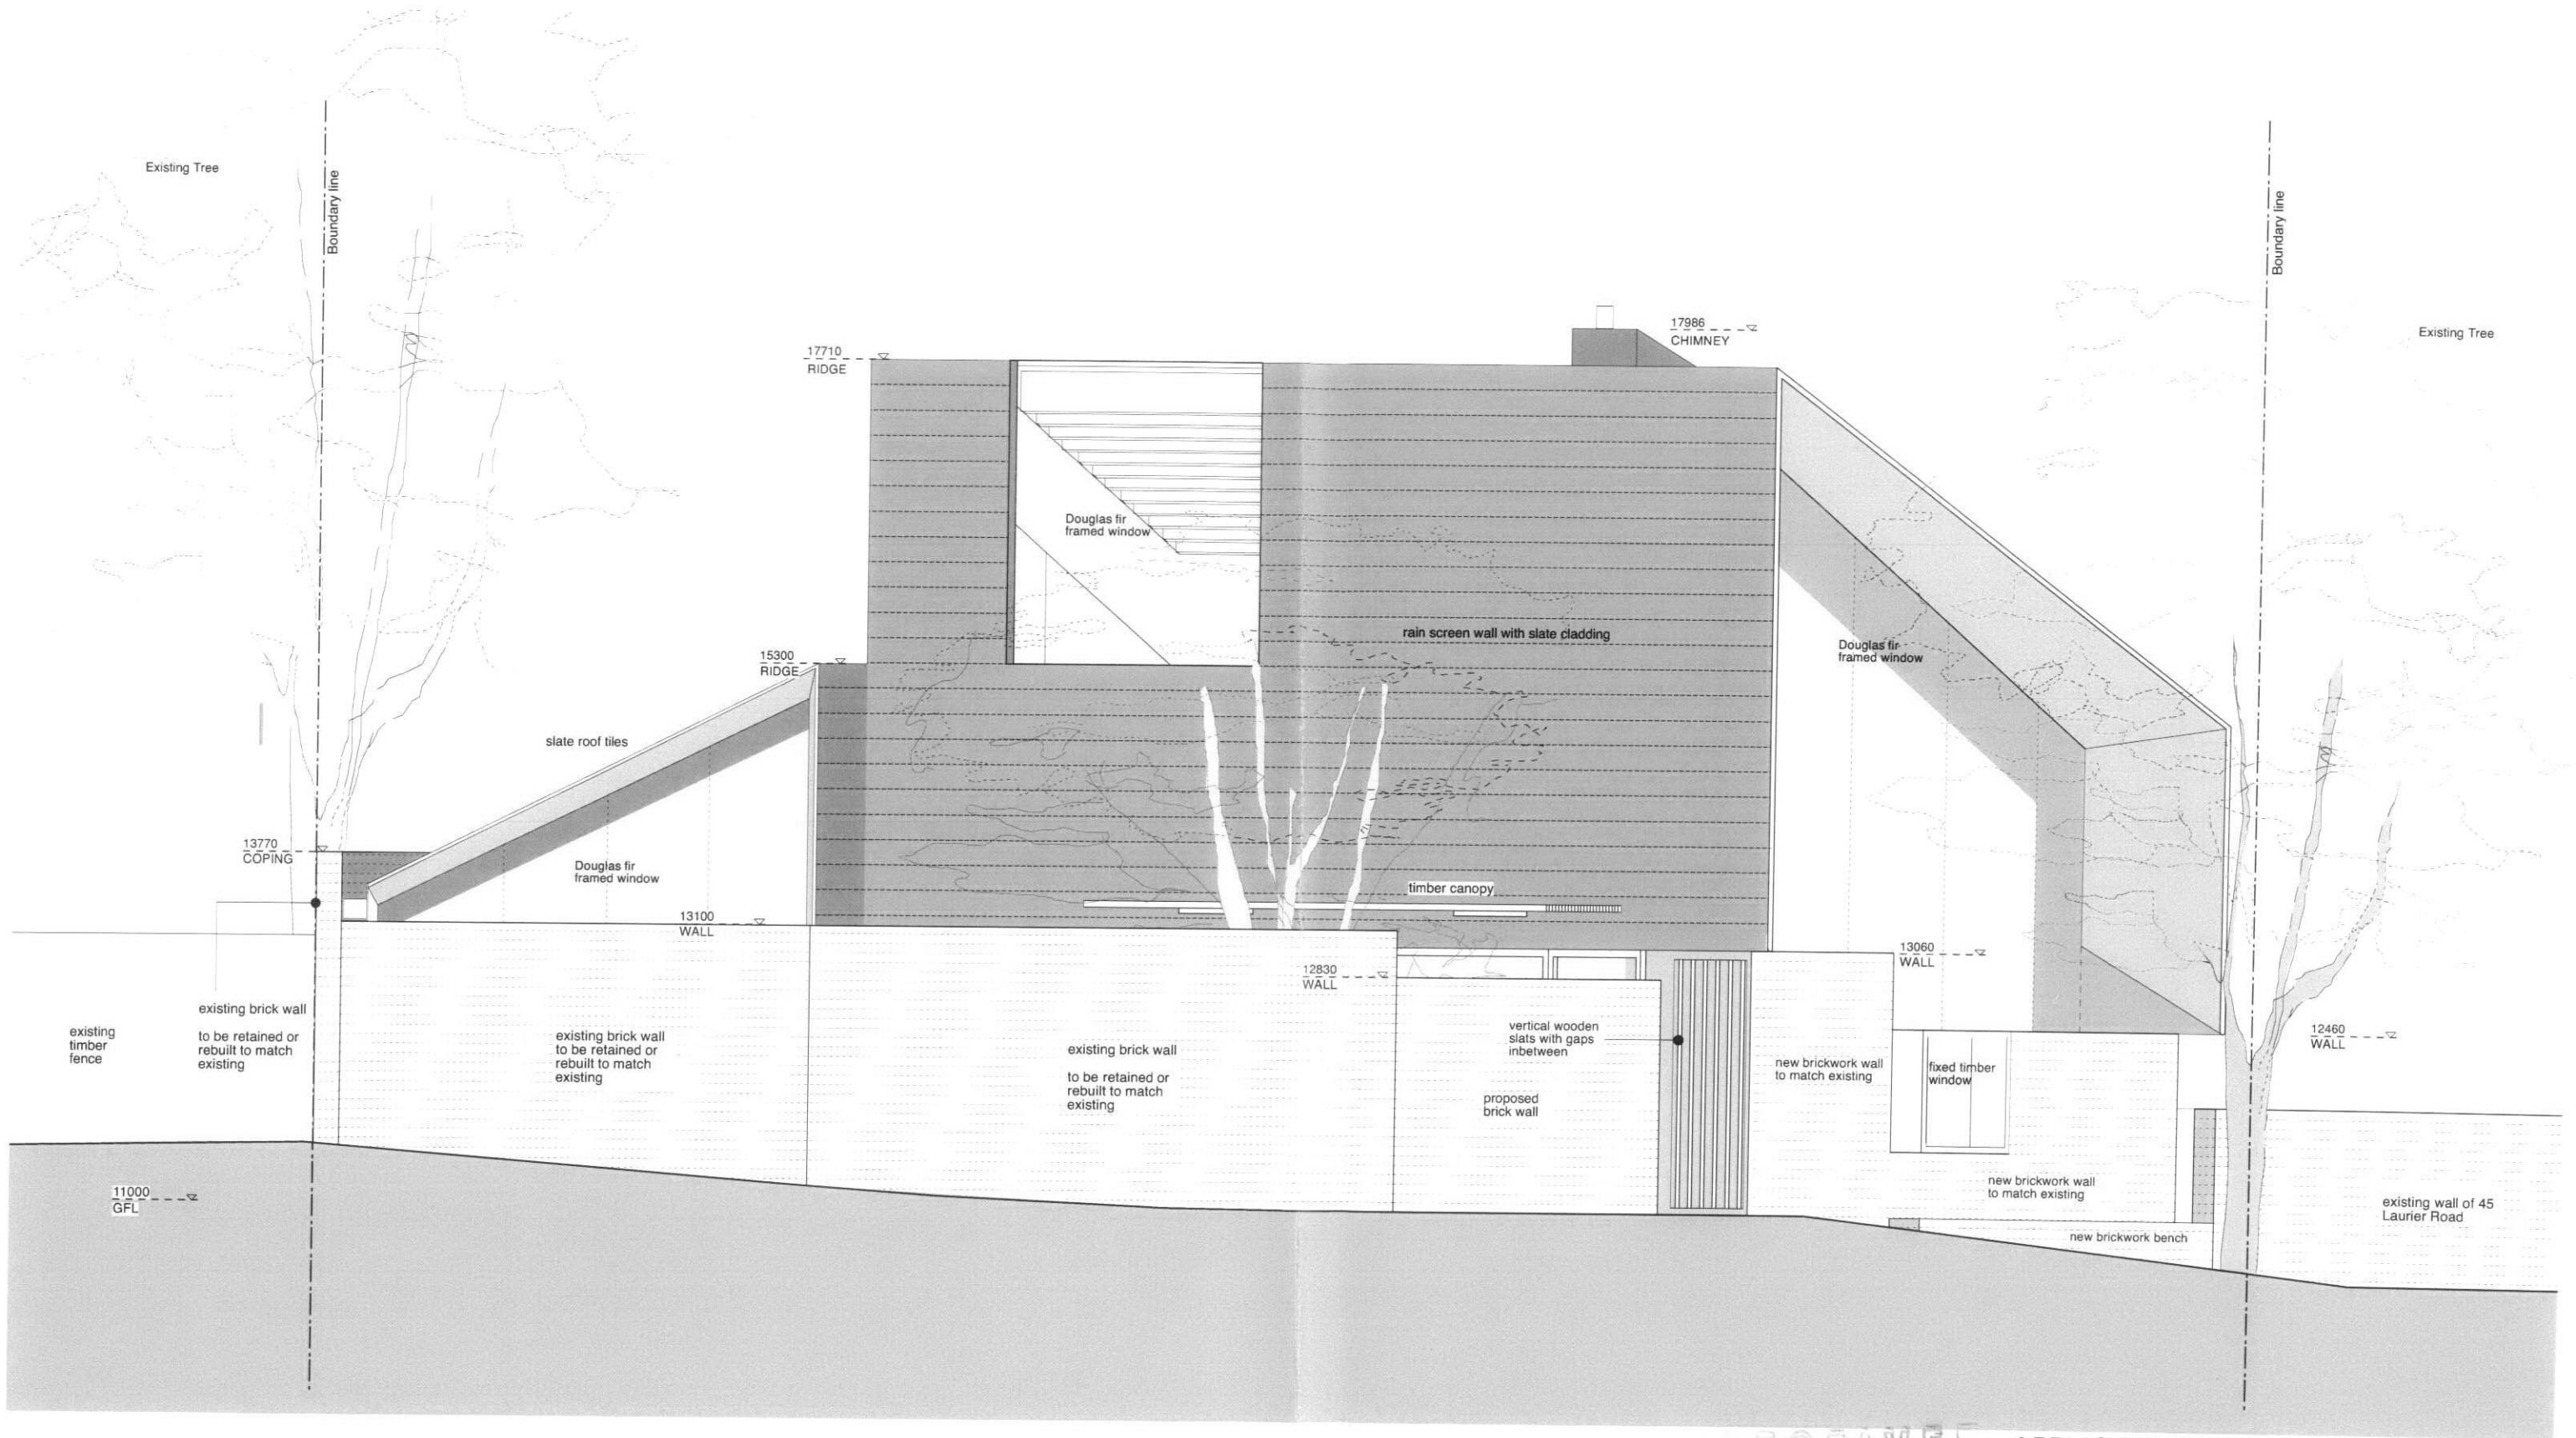 Existing Tree
Boundary line
Boundary line
Existing Tree
17986
CHIMNEY
17710
RIDGE
Douglas fir
framed window
rain screen wall with slate cladding
Douglas fir
framed window
15300
RIDGE
slate roof tiles
13770
COPING
Douglas fir
framed window
timber canopy
13100
WALL
13060
WALL
12830
WALL
existing
timber
fence
existing brick wall
to be retained or
rebuilt to match
existing
existing brick wall
to be retained or
rebuilt to match
existing
existing brick wall
to be retained or
rebuilt to match
existing
vertical wooden
slats with gaps
inbetween
proposed
brick wall
new brickwork wall
to match existing
fixed timber
window
12460
WALL
11000
GFL
new brickwork wall
to match existing
new brickwork bench
existing wall of 45
Laurier Road